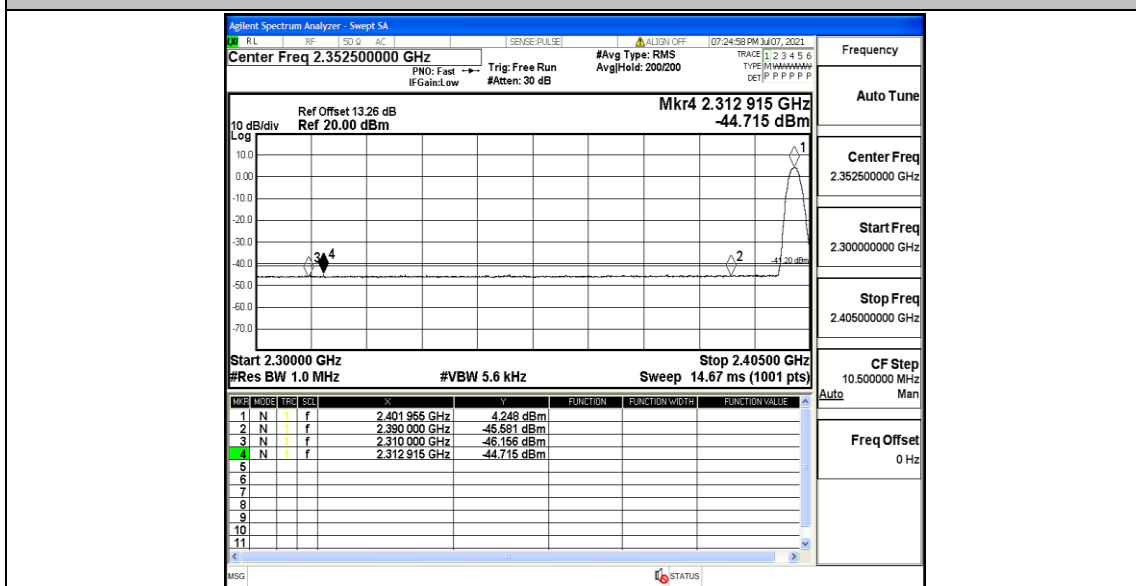 Agilent Spectrum Analyzer - Swept SA
RL RF 50 Ω AC SENSE:PULSE ALIGN OFF 07:24:58 PM Jul 07, 2021
Center Freq 2.352500000 GHz
PNO: Fast
IFGain:Low
Trig: Free Run
#Atten: 30 dB
#Avg Type: RMS
Avg|Hold: 200/200
TRACE 1 2 3 4 5 6
TYPE M W W W W W
DET P P P P P P
Mkr4 2.312 915 GHz
-44.715 dBm
Ref Offset 13.26 dB
10 dB/div Ref 20.00 dBm
Log
10.0
0.00
-10.0
-20.0
-30.0
-40.0
-50.0
-60.0
-70.0
1
2
3
4
-41.20 dBm
Start 2.30000 GHz Stop 2.40500 GHz
#Res BW 1.0 MHz #VBW 5.6 kHz Sweep 14.67 ms (1001 pts)
MKR MODE TRC SCL X Y FUNCTION FUNCTION WIDTH FUNCTION VALUE
1 N 1 f 2.401 955 GHz 4.248 dBm
2 N 1 f 2.390 000 GHz -45.581 dBm
3 N 1 f 2.310 000 GHz -46.156 dBm
4 N 1 f 2.312 915 GHz -44.715 dBm
5
6
7
8
9
10
11
MSG STATUS
Frequency
Auto Tune
Center Freq
2.352500000 GHz
Start Freq
2.300000000 GHz
Stop Freq
2.405000000 GHz
CF Step
10.500000 MHz
Auto Man
Freq Offset
0 Hz